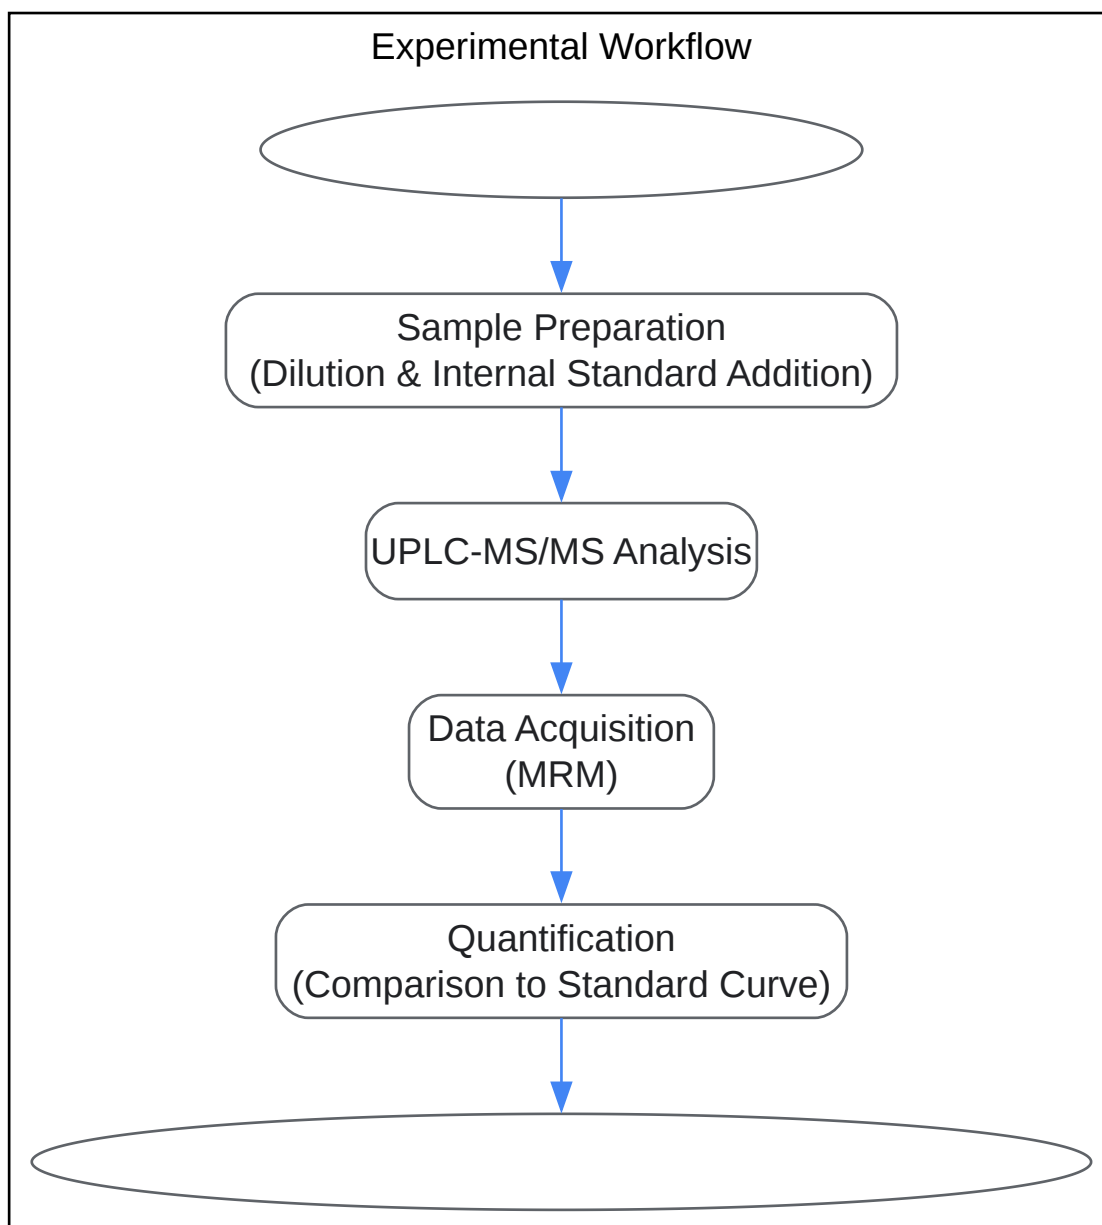 Experimental Workflow
Sample Preparation
(Dilution & Internal Standard Addition)
UPLC-MS/MS Analysis
Data Acquisition
(MRM)
Quantification
(Comparison to Standard Curve)